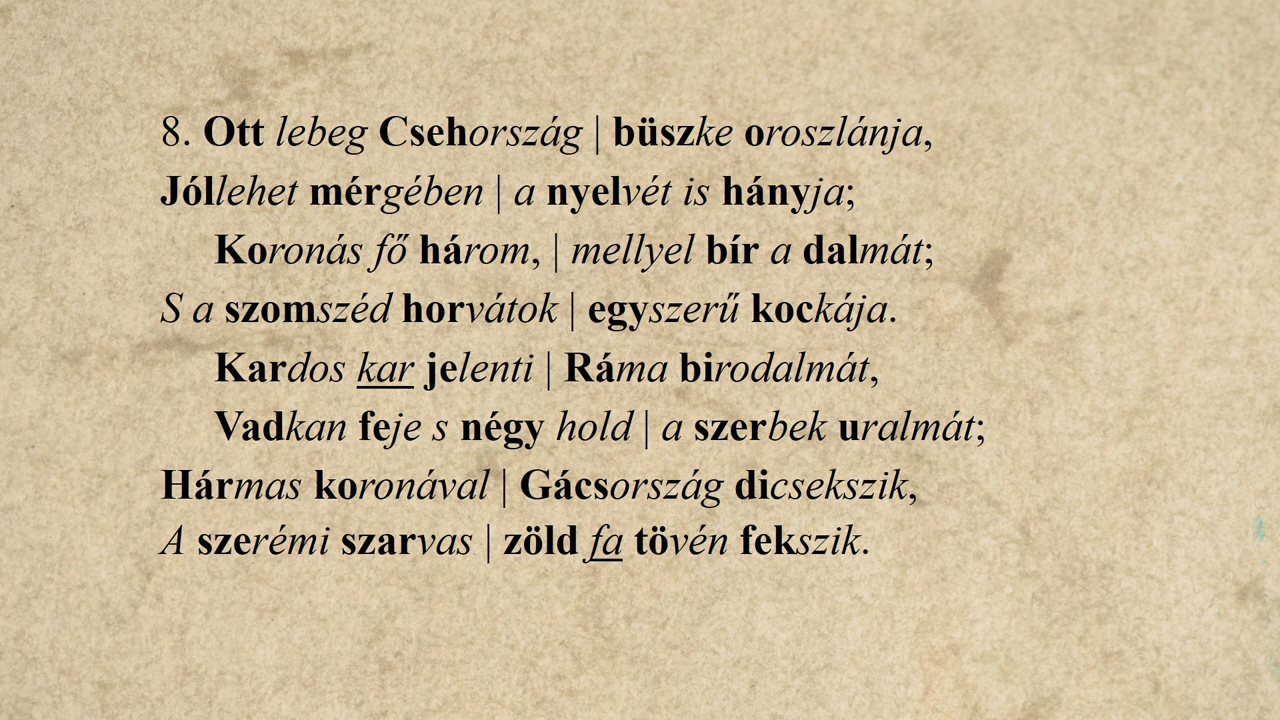 8. Ott lebeg Csehország | büszke oroszlánja,
Jóllehet mérgében | a nyelvét is hányja;
Koronás fő három, | mellyel bír a dalmát;
S a szomszéd horvátok | egyszerű kockája.
Kardos kar jelenti | Ráma birodalmát,
Vadkan feje s négy hold | a szerbek uralmát;
Hármas koronával | Gácsország dicsekszik,
A szerémi szarvas | zöld fa tövén fekszik.